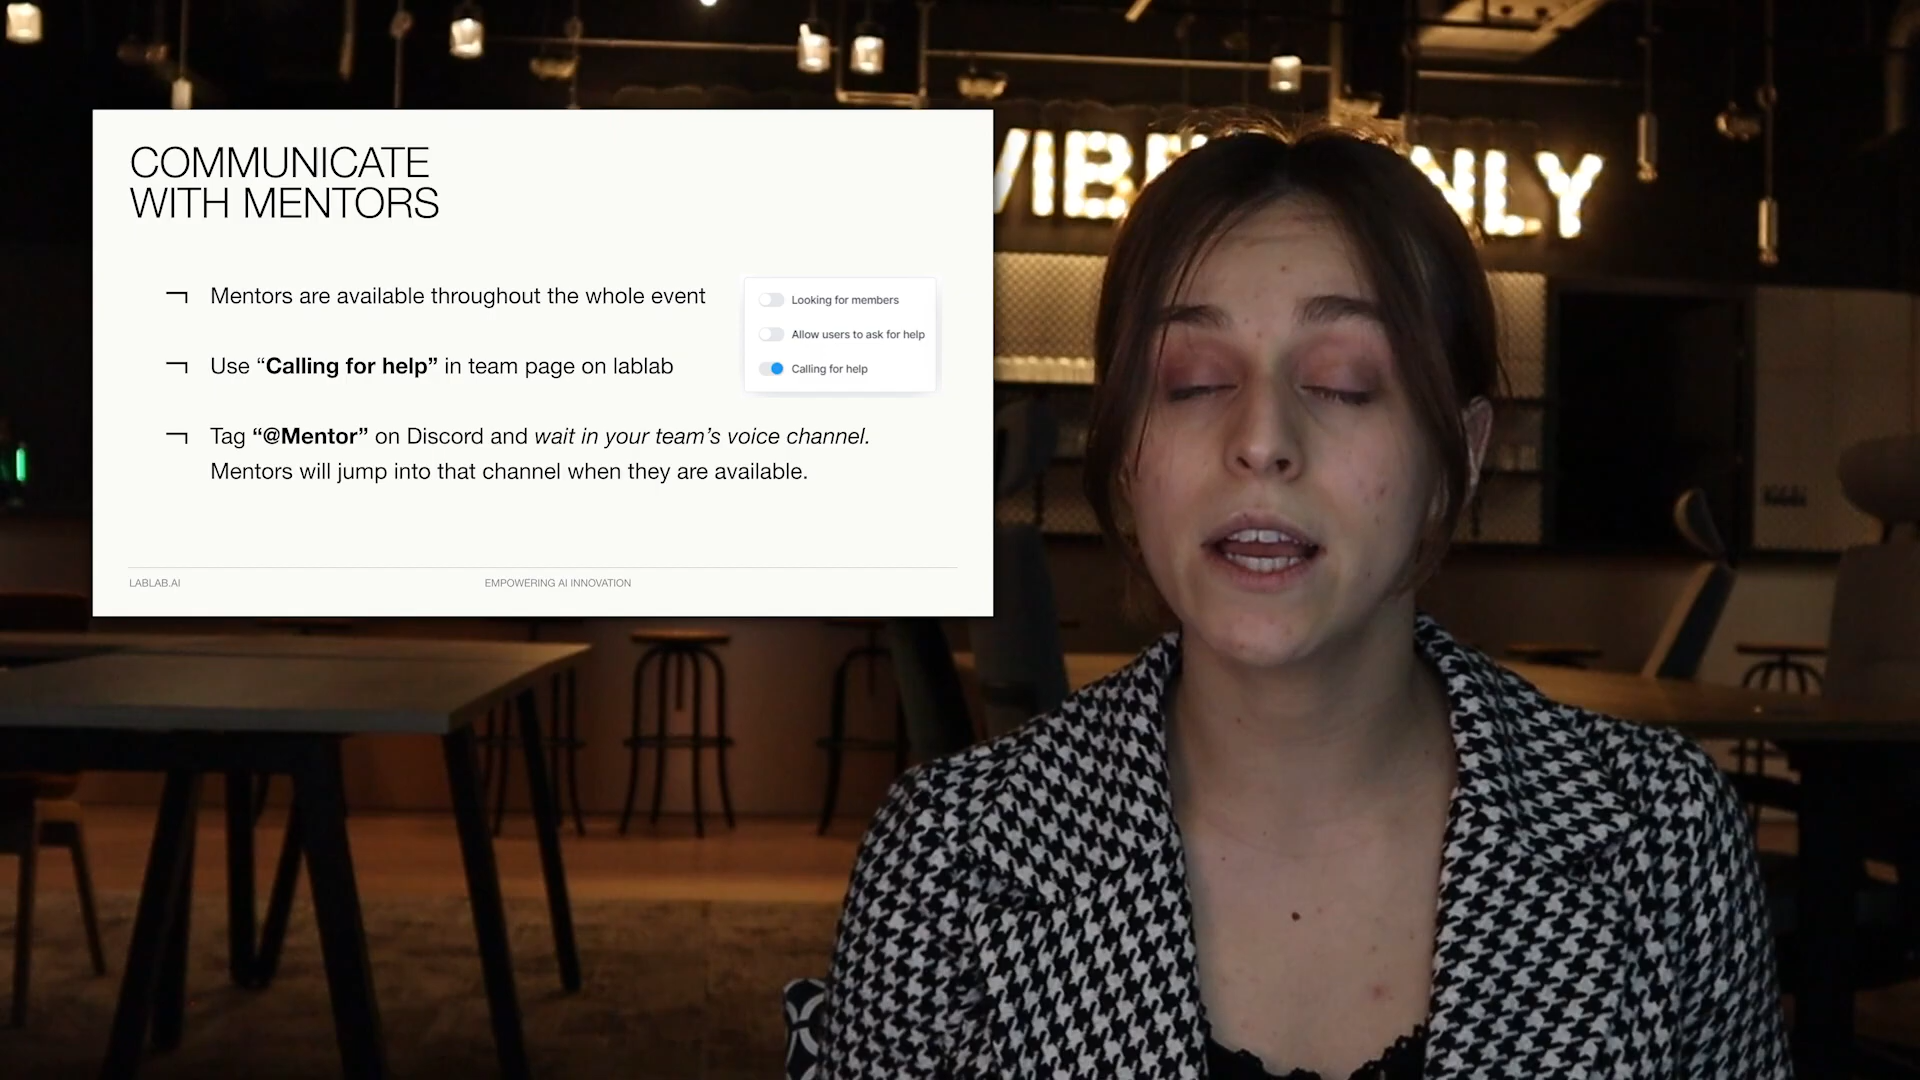 COMMUNICATE
WITH MENTORS
Mentors are available throughout the whole event
Use “Calling for help” in team page on lablab
Tag “@Mentor” on Discord and wait in your team’s voice channel.
Mentors will jump into that channel when they are available.
Looking for members
Allow users to ask for help
Calling for help
LABLAB.AI
EMPOWERING AI INNOVATION